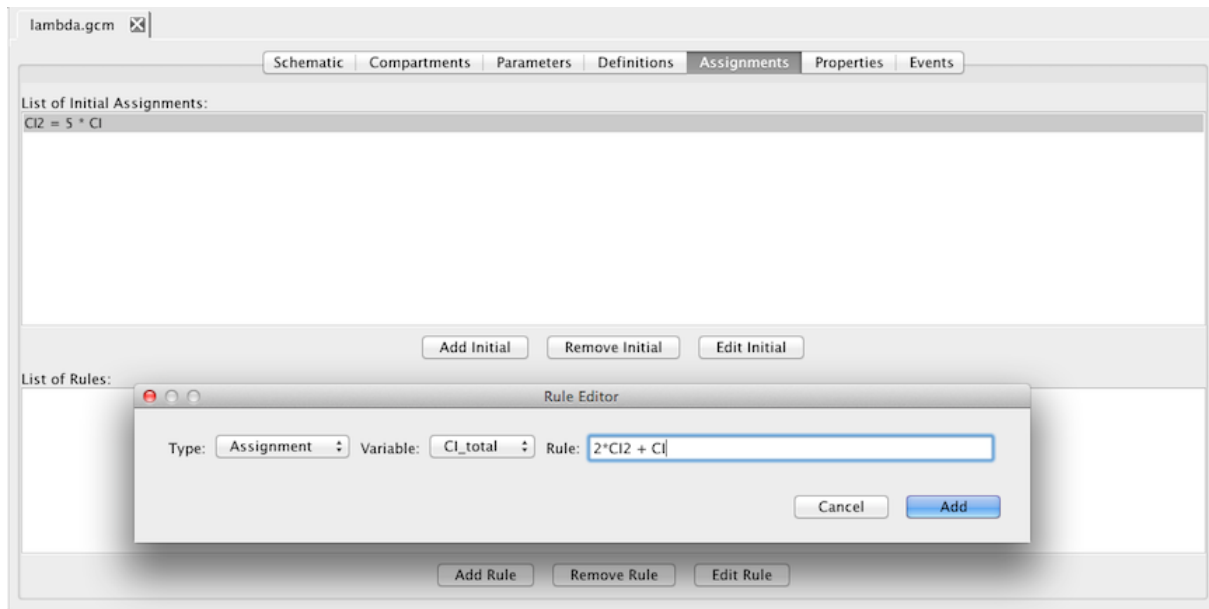 lambda.gcm
Schematic Compartments Parameters Definitions Assignments Properties Events
List of Initial Assignments:
CI2 = 5 * CI
Add Initial Remove Initial Edit Initial
List of Rules:
Rule Editor
Type: Assignment Variable: CI_total Rule: 2*CI2 + CI
Cancel Add
Add Rule Remove Rule Edit Rule